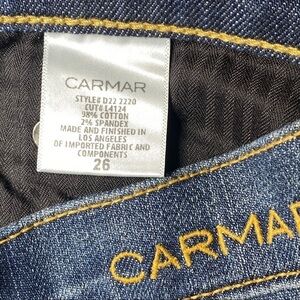 CARMAR
STYLE# D22 2220
CUT# L4124
98% COTTON
2% SPANDEX
MADE AND FINISHED IN
LOS ANGELES
OF IMPORTED FABRIC AND
COMPONENTS
26
CARMAR